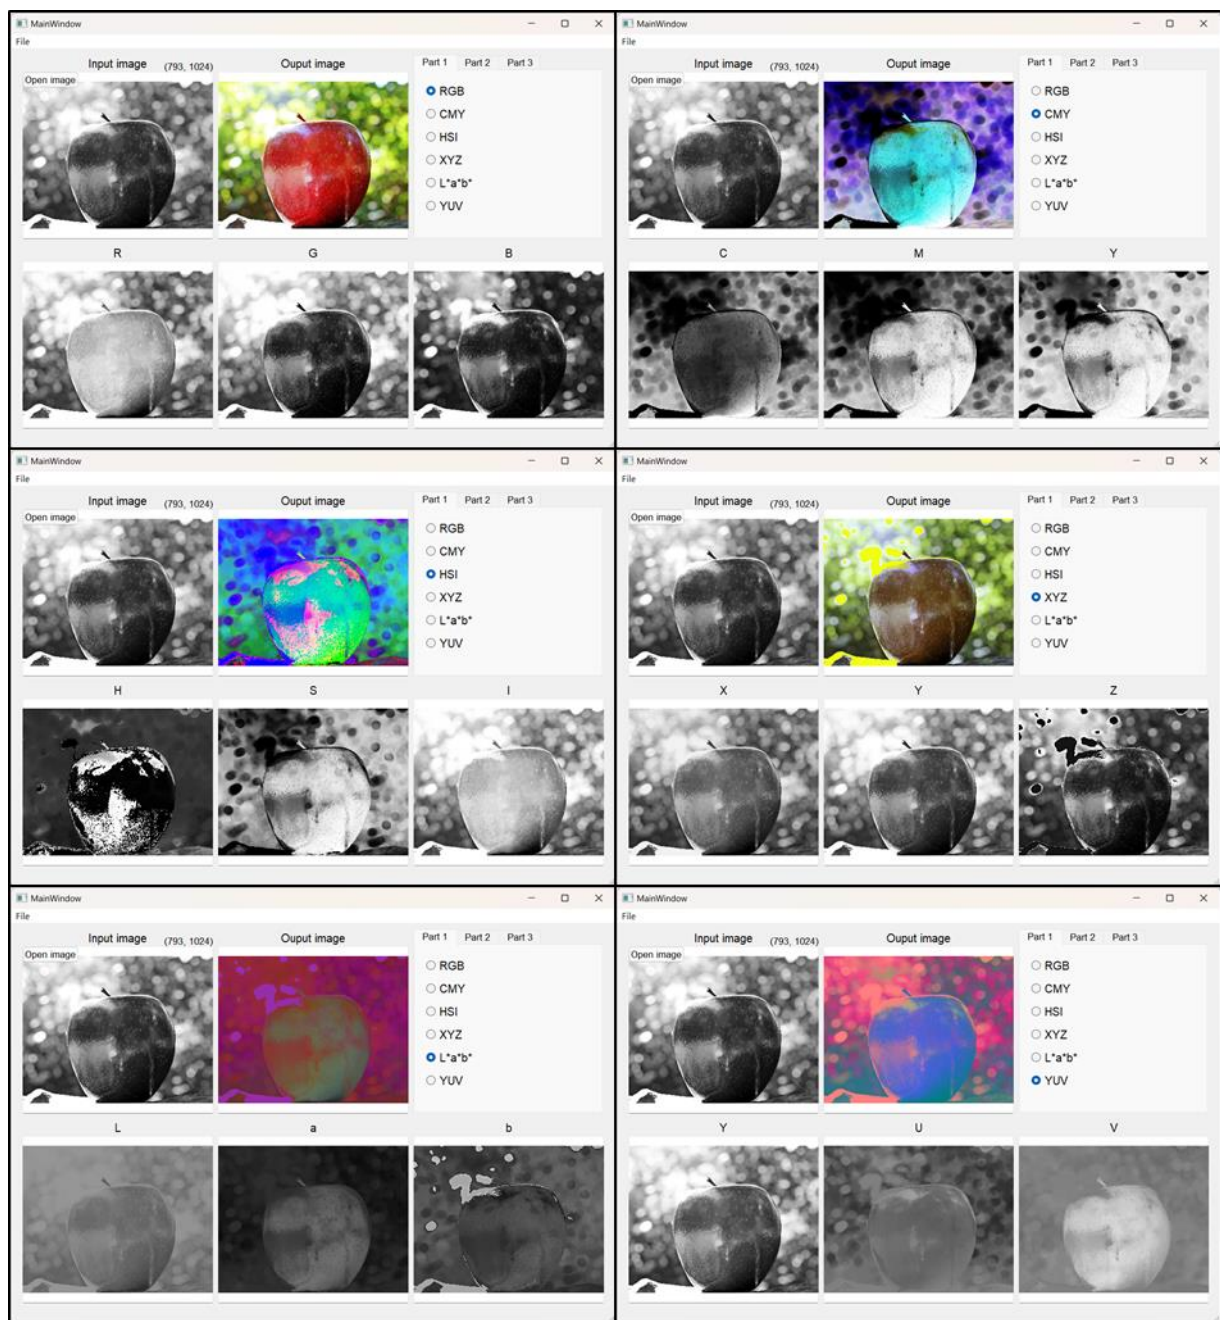 MainWindow
File
Input image (793, 1024) Ouput image Part 1 Part 2 Part 3
Open image
RGB
CMY
HSI
XYZ
L*a*b*
YUV
R G B
MainWindow
File
Input image (793, 1024) Ouput image Part 1 Part 2 Part 3
Open image
RGB
CMY
HSI
XYZ
L*a*b*
YUV
C M Y
MainWindow
File
Input image (793, 1024) Ouput image Part 1 Part 2 Part 3
Open image
RGB
CMY
HSI
XYZ
L*a*b*
YUV
H S I
MainWindow
File
Input image (793, 1024) Ouput image Part 1 Part 2 Part 3
Open image
RGB
CMY
HSI
XYZ
L*a*b*
YUV
X Y Z
MainWindow
File
Input image (793, 1024) Ouput image Part 1 Part 2 Part 3
Open image
RGB
CMY
HSI
XYZ
L*a*b*
YUV
L a b
MainWindow
File
Input image (793, 1024) Ouput image Part 1 Part 2 Part 3
Open image
RGB
CMY
HSI
XYZ
L*a*b*
YUV
Y U V